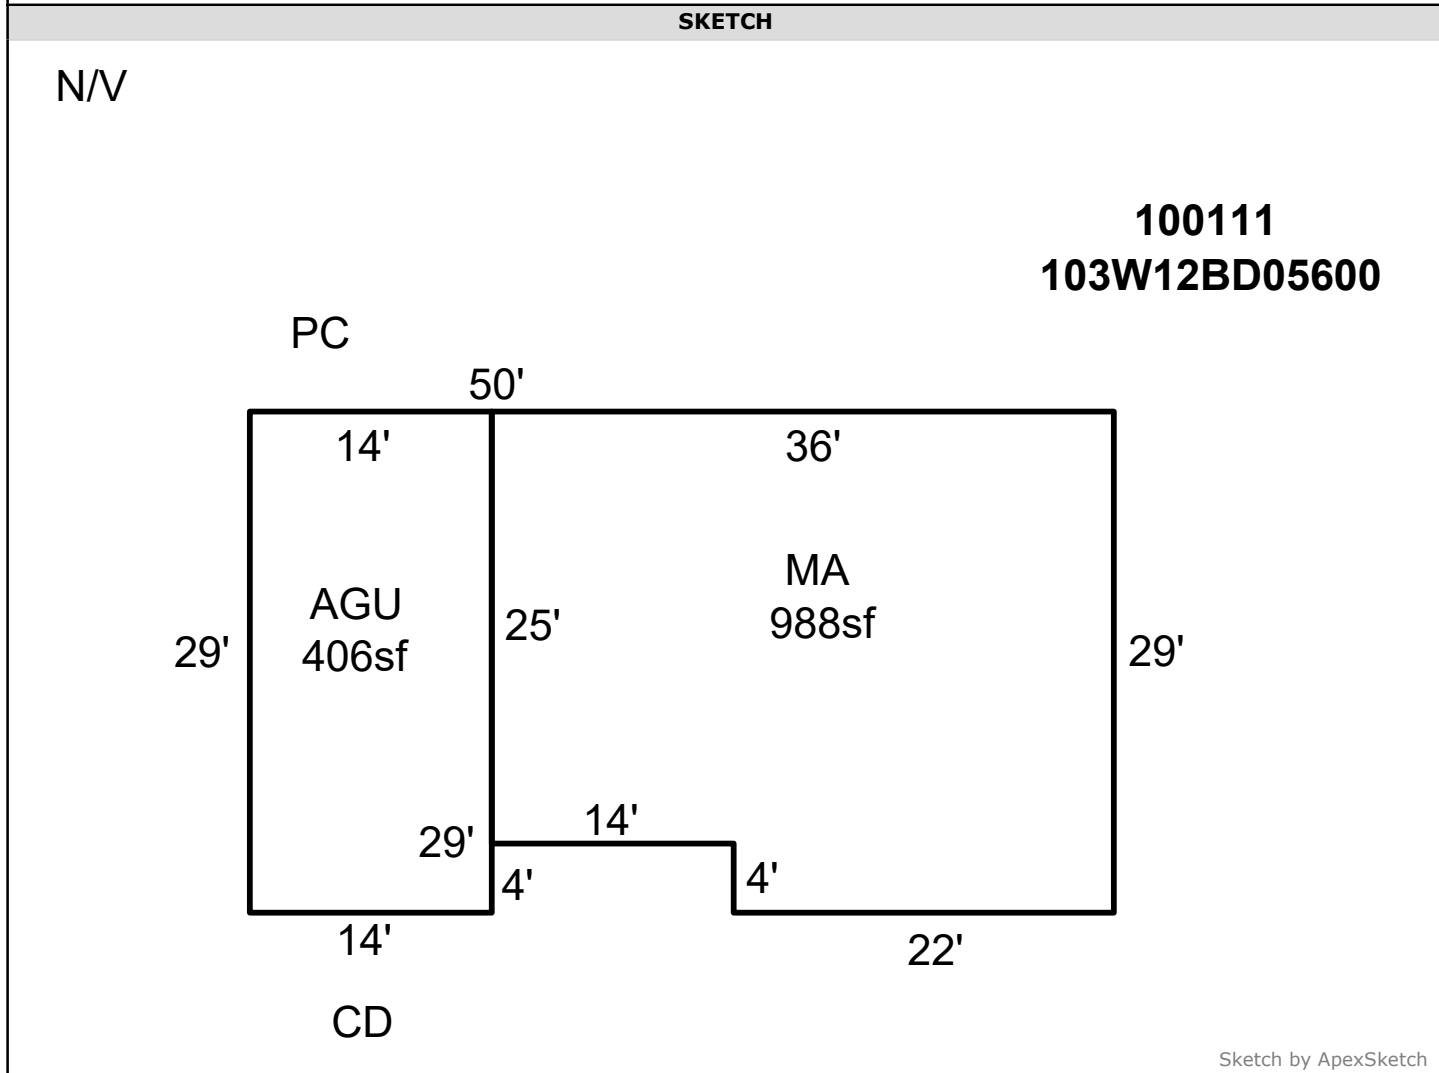 SKETCH
N/V
100111
103W12BD05600
PC
50'
14'
36'
AGU
406sf
MA
988sf
29'
25'
29'
29'
14'
4'
4'
14'
22'
CD
Sketch by ApexSketch